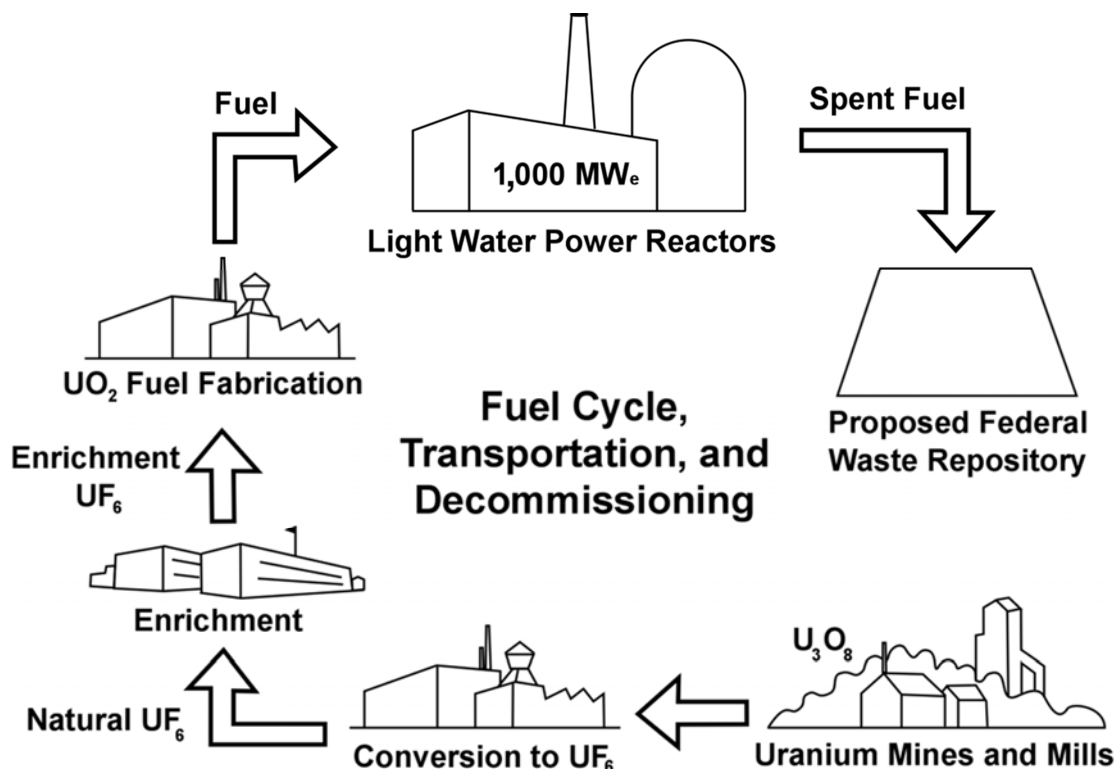 Fuel
Spent Fuel
1,000 MWₑ
Light Water Power Reactors
UO₂ Fuel Fabrication
Fuel Cycle,
Transportation, and
Decommissioning
Proposed Federal
Waste Repository
Enrichment
UF₆
Enrichment
U₃O₈
Natural UF₆
Conversion to UF₆
Uranium Mines and Mills